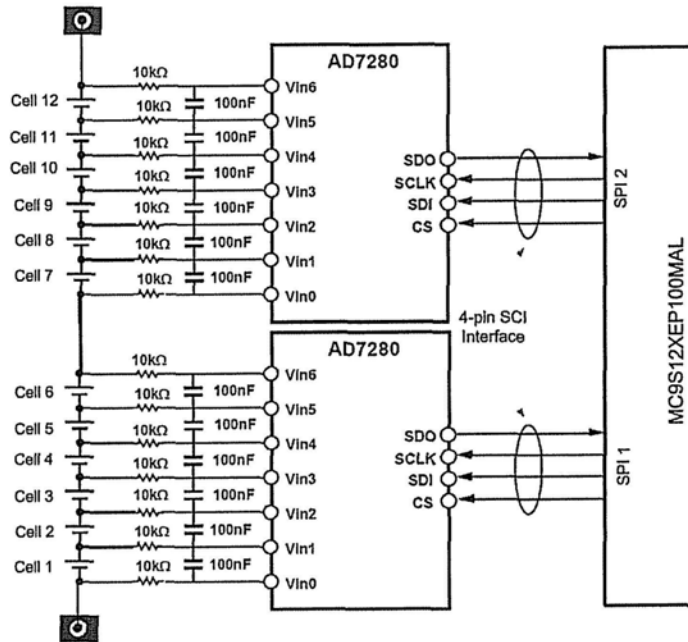 AD7280
10kΩ
Vin6
Cell 12
100nF
10kΩ
Vin5
Cell 11
100nF
10kΩ
Vin4
SDO
Cell 10
100nF
SCLK
10kΩ
Vin3
SDI
Cell 9
100nF
10kΩ
Vin2
CS
Cell 8
100nF
10kΩ
Vin1
Cell 7
100nF
10kΩ
Vin0
SPI 2
4-pin SCI
Interface
MC9S12XEP100MAL
AD7280
10kΩ
Vin6
Cell 6
100nF
10kΩ
Vin5
Cell 5
100nF
10kΩ
Vin4
SDO
Cell 4
100nF
SCLK
10kΩ
Vin3
SDI
Cell 3
100nF
10kΩ
Vin2
CS
Cell 2
100nF
10kΩ
Vin1
Cell 1
100nF
10kΩ
Vin0
SPI 1